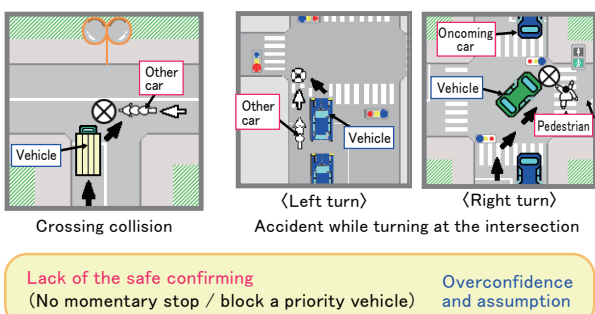 Other
car
Vehicle
Crossing collision
Other
car
Vehicle
〈Left turn〉
Oncoming
car
Vehicle
Pedestrian
〈Right turn〉
Accident while turning at the intersection
Lack of the safe confirming
(No momentary stop / block a priority vehicle)
Overconfidence
and assumption